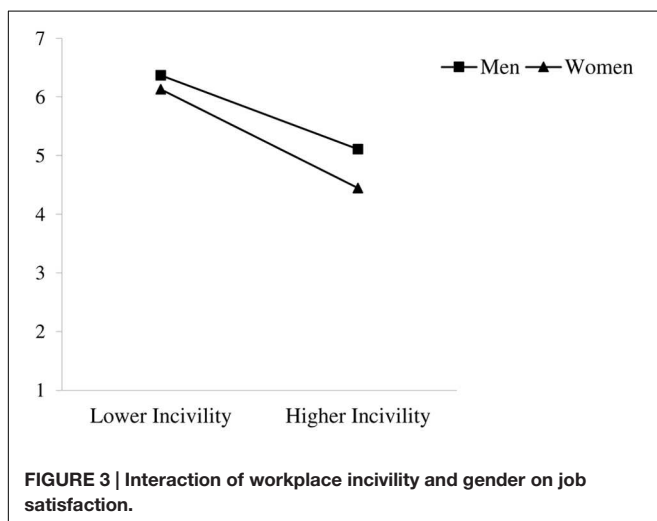 7
Men Women
6
5
4
3
2
1
Lower Incivility Higher Incivility
FIGURE 3 | Interaction of workplace incivility and gender on job
satisfaction.